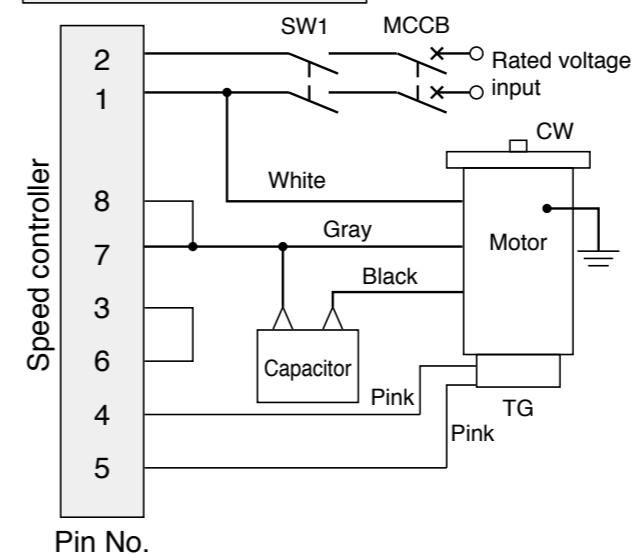 SW1 MCCB
2
Rated voltage
input
1
CW
White
8
Gray
7
Motor
Black
3
Speed controller
Capacitor
6
Pink
4
TG
Pink
5
Pin No.